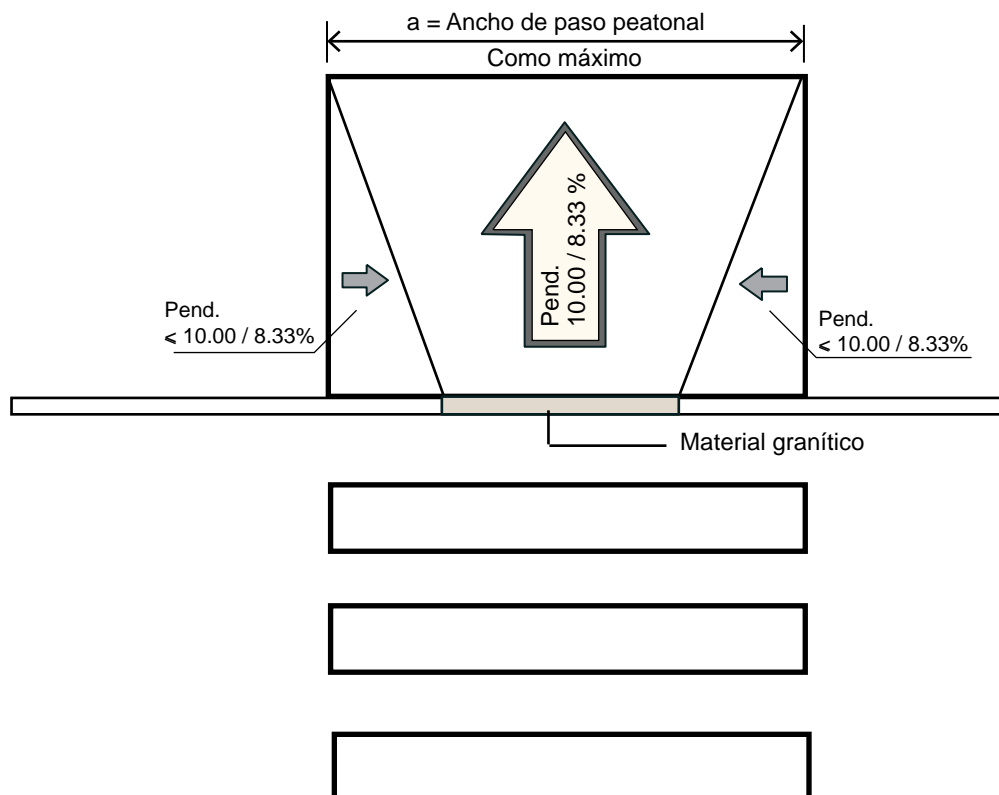 a = Ancho de paso peatonal
Como máximo
Pend.
10.00 / 8.33 %
Pend.
⩽ 10.00 / 8.33%
Pend.
⩽ 10.00 / 8.33%
Material granítico